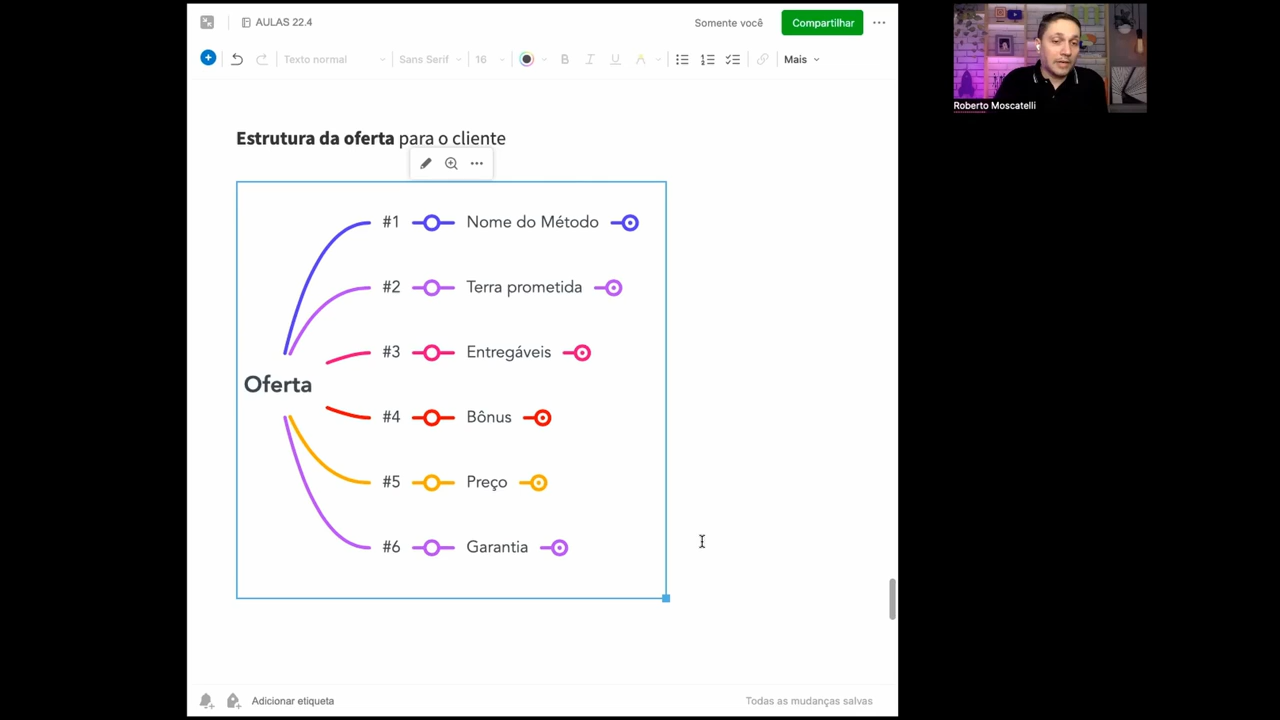 AULAS 22.4
Somente você
Compartilhar
Texto normal
Sans Serif
16
B
I
U
A
Mais
Roberto Moscatelli
Estrutura da oferta para o cliente
Oferta
#1 Nome do Método
#2 Terra prometida
#3 Entregáveis
#4 Bônus
#5 Preço
#6 Garantia
Adicionar etiqueta
Todas as mudanças salvas